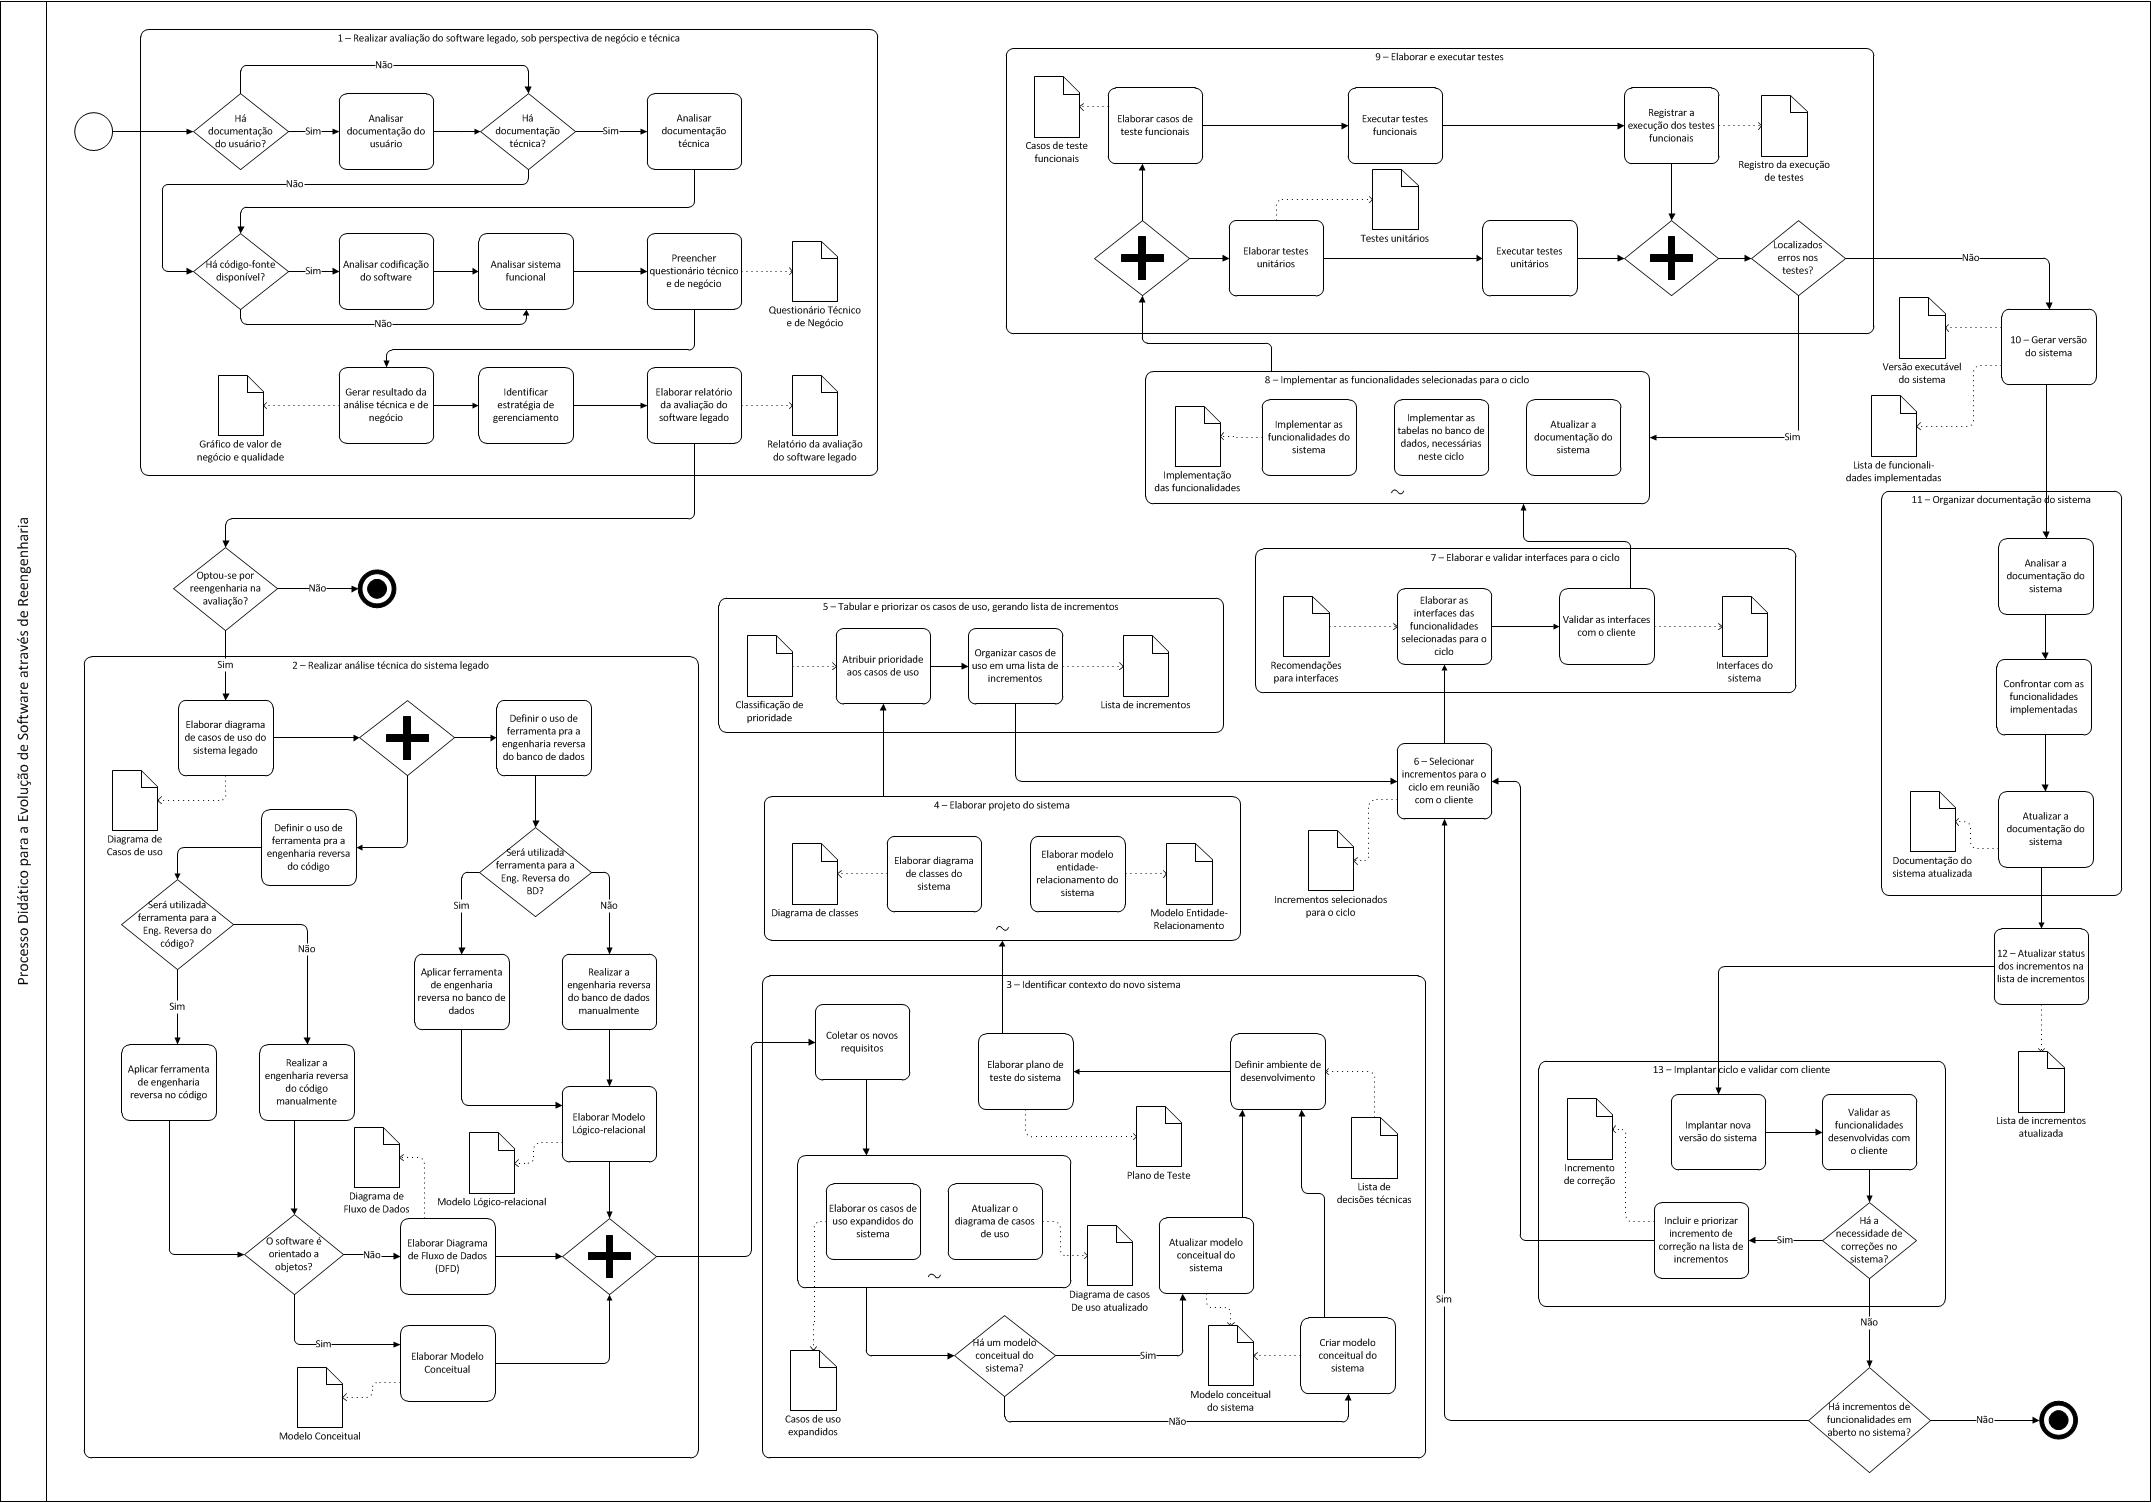 Processo Didático para a Evolução de Software através de Reengenharia
1 – Realizar avaliação do software legado, sob perspectiva de negócio e técnica
Não
Há
documentação
do usuário?
Sim
Analisar
documentação do
usuário
Há
documentação
técnica?
Sim
Analisar
documentação
técnica
Não
Há código-fonte
disponível?
Sim
Analisar codificação
do software
Analisar sistema
funcional
Preencher
questionário técnico
e de negócio
Questionário Técnico
e de Negócio
Não
Gráfico de valor de
negócio e qualidade
Gerar resultado da
análise técnica e de
negócio
Identificar
estratégia de
gerenciamento
Elaborar relatório
da avaliação do
software legado
Relatório da avaliação
do software legado
Optou-se por
reengenharia na
avaliação?
Não
Sim
2 – Realizar análise técnica do sistema legado
Elaborar diagrama
de casos de uso do
sistema legado
Definir o uso de
ferramenta pra a
engenharia reversa
do banco de dados
Diagrama de
Casos de uso
Definir o uso de
ferramenta pra a
engenharia reversa
do código
Será utilizada
ferramenta para a
Eng. Reversa do
BD?
Sim
Não
Será utilizada
ferramenta para a
Eng. Reversa do
código?
Não
Sim
Aplicar ferramenta
de engenharia
reversa no banco de
dados
Realizar a
engenharia reversa
do banco de dados
manualmente
Aplicar ferramenta
de engenharia
reversa no código
Realizar a
engenharia reversa
do código
manualmente
Elaborar Modelo
Lógico-relacional
Diagrama de
Fluxo de Dados
Modelo Lógico-relacional
O software é
orientado a
objetos?
Não
Elaborar Diagrama
de Fluxo de Dados
(DFD)
Sim
Elaborar Modelo
Conceitual
Modelo Conceitual
3 – Identificar contexto do novo sistema
Coletar os novos
requisitos
Elaborar plano de
teste do sistema
Definir ambiente de
desenvolvimento
Plano de Teste
Lista de
decisões técnicas
Elaborar os casos de
uso expandidos do
sistema
Atualizar o
diagrama de casos
de uso
Diagrama de casos
De uso atualizado
Atualizar modelo
conceitual do
sistema
Há um modelo
conceitual do
sistema?
Sim
Criar modelo
conceitual do
sistema
Modelo conceitual
do sistema
Não
Casos de uso
expandidos
4 – Elaborar projeto do sistema
Elaborar diagrama
de classes do
sistema
Elaborar modelo
entidade-
relacionamento do
sistema
Diagrama de classes
Modelo Entidade-
Relacionamento
5 – Tabular e priorizar os casos de uso, gerando lista de incrementos
Atribuir prioridade
aos casos de uso
Organizar casos de
uso em uma lista de
incrementos
Classificação de
prioridade
Lista de incrementos
6 – Selecionar
incrementos para o
ciclo em reunião
com o cliente
Incrementos selecionados
para o ciclo
7 – Elaborar e validar interfaces para o ciclo
Elaborar as
interfaces das
funcionalidades
selecionadas para o
ciclo
Validar as interfaces
com o cliente
Recomendações
para interfaces
Interfaces do
sistema
8 – Implementar as funcionalidades selecionadas para o ciclo
Implementar as
funcionalidades do
sistema
Implementar as
tabelas no banco de
dados, necessárias
neste ciclo
Atualizar a
documentação do
sistema
Implementação
das funcionalidades
Sim
9 – Elaborar e executar testes
Casos de teste
funcionais
Elaborar casos de
teste funcionais
Executar testes
funcionais
Registrar a
execução dos testes
funcionais
Registro da execução
de testes
Testes unitários
Elaborar testes
unitários
Executar testes
unitários
Localizados
erros nos
testes?
Não
10 – Gerar versão
do sistema
Versão executável
do sistema
Lista de funcionali-
dades implementadas
11 – Organizar documentação do sistema
Analisar a
documentação do
sistema
Confrontar com as
funcionalidades
implementadas
Atualizar a
documentação do
sistema
Documentação do
sistema atualizada
12 – Atualizar status
dos incrementos na
lista de incrementos
Lista de incrementos
atualizada
13 – Implantar ciclo e validar com cliente
Implantar nova
versão do sistema
Validar as
funcionalidades
desenvolvidas com
o cliente
Incremento
de correção
Incluir e priorizar
incremento de
correção na lista de
incrementos
Sim
Há a
necessidade de
correções no
sistema?
Não
Sim
Há incrementos de
funcionalidades em
aberto no sistema?
Não